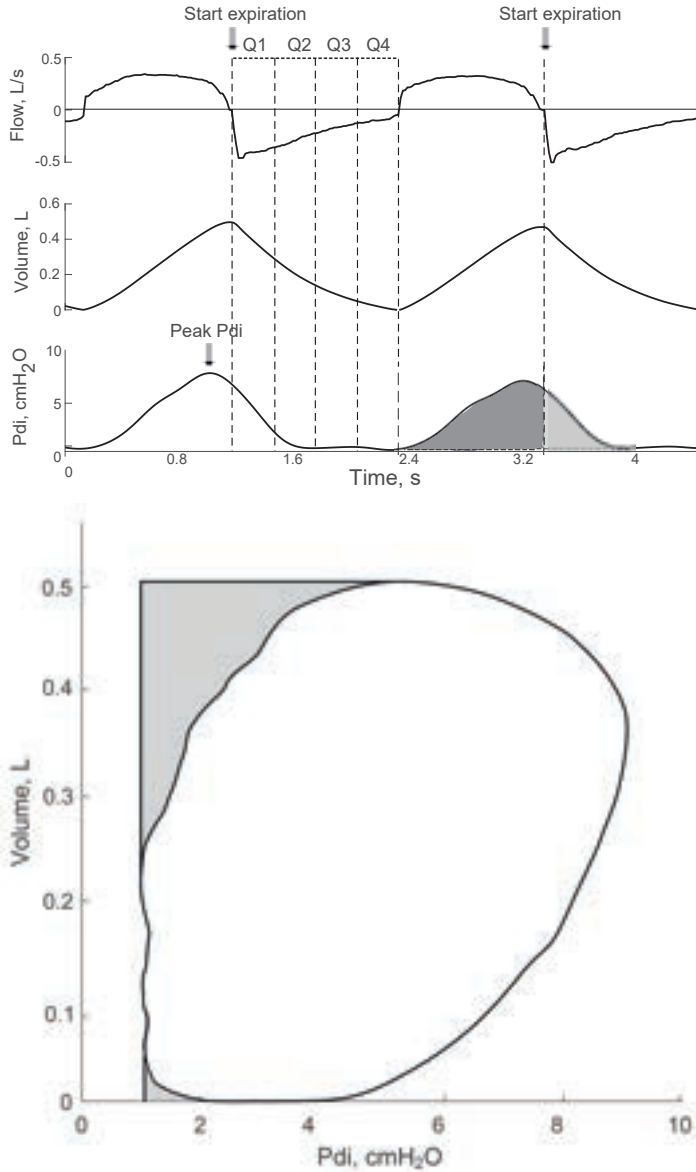 Start expiration
Start expiration
Q1 Q2 Q3 Q4
Flow, L/s
0.5
0
-0.5
Volume, L
0.6
0.4
0.2
0
Peak Pdi
Pdi, cmH2O
10
5
0
0 0.8 1.6 2.4 3.2 4
Time, s
Volume, L
0.5
0.4
0.3
0.2
0.1
0
0 2 4 6 8 10
Pdi, cmH2O